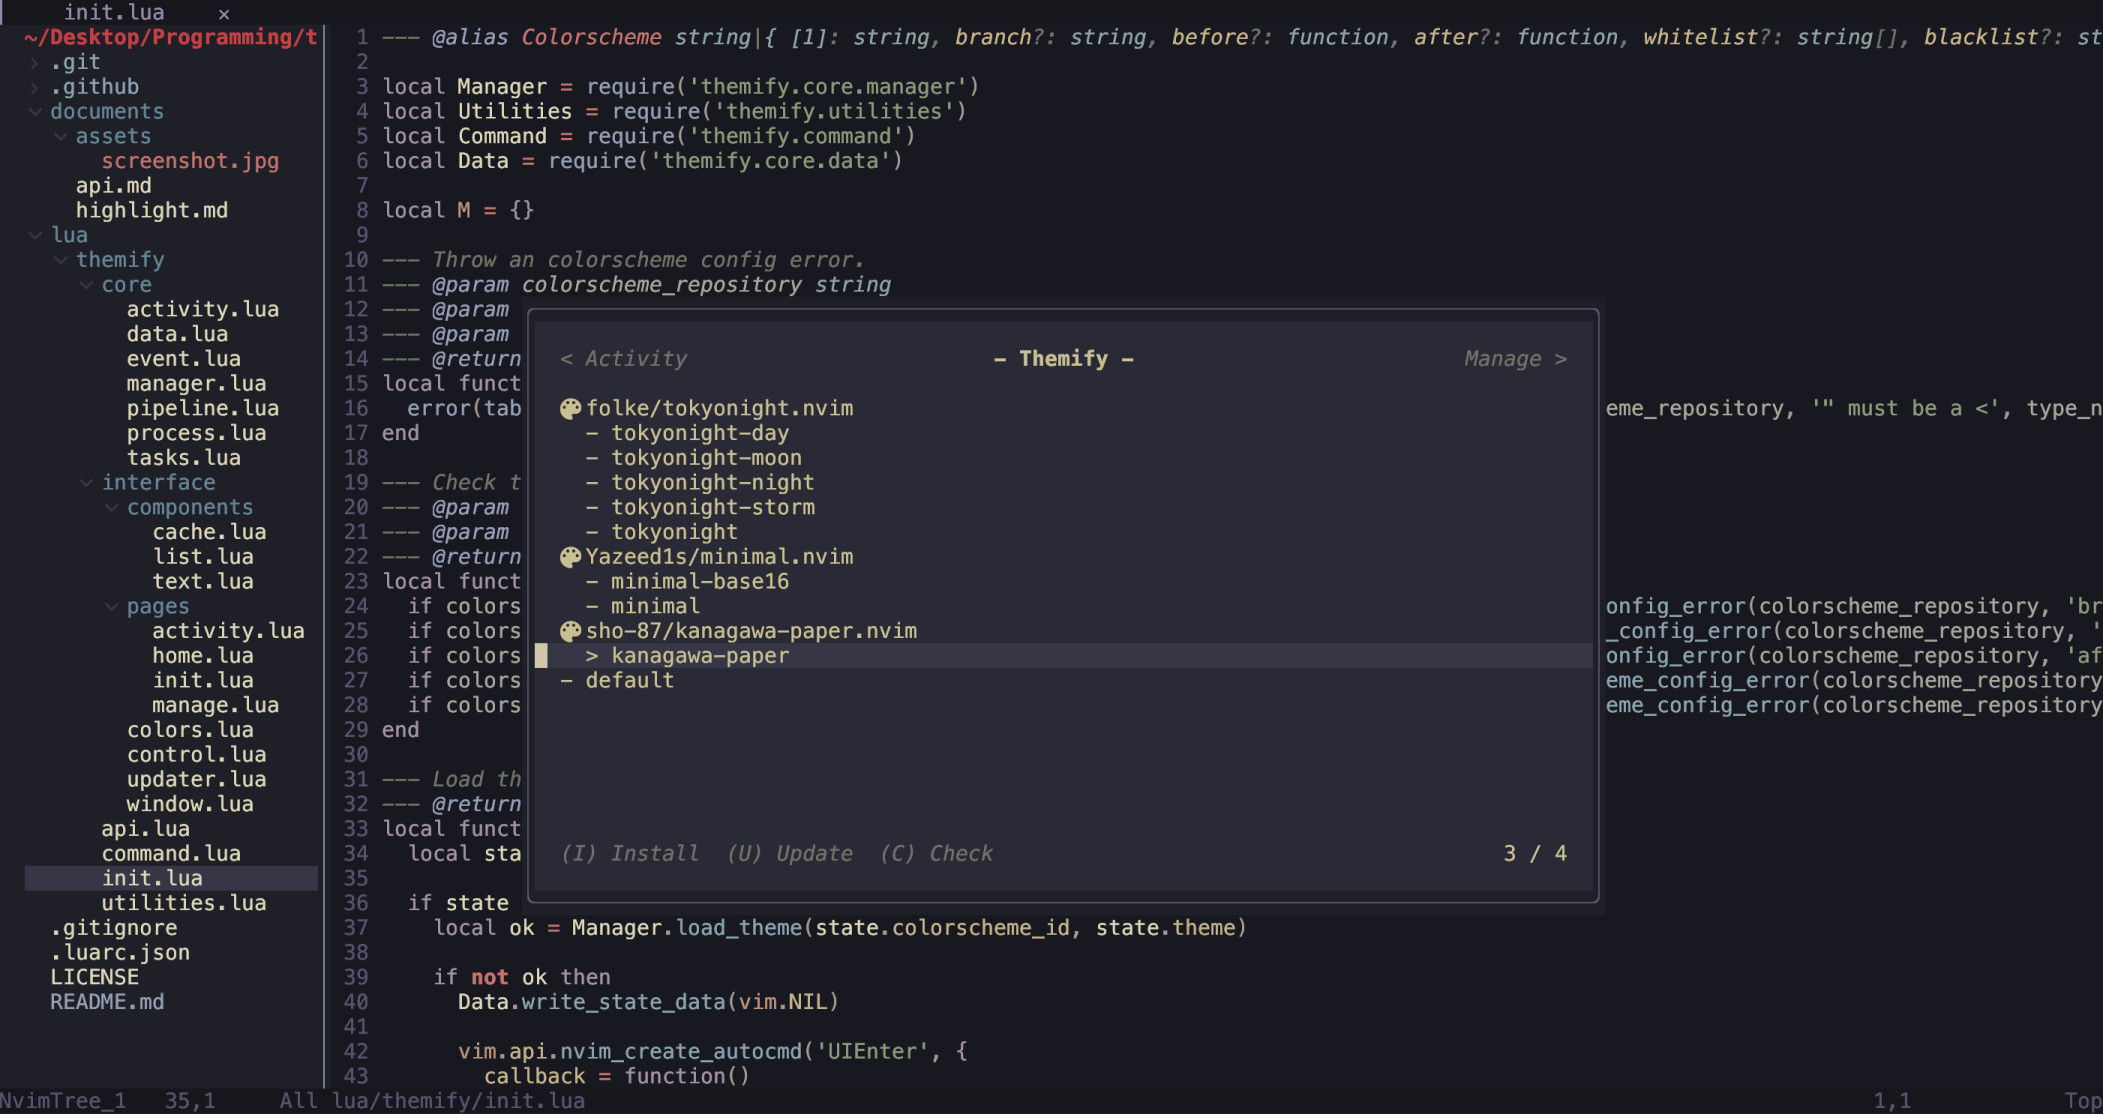 init.lua ×
~/Desktop/Programming/t
.git
.github
documents
assets
screenshot.jpg
api.md
highlight.md
lua
themify
core
activity.lua
data.lua
event.lua
manager.lua
pipeline.lua
process.lua
tasks.lua
interface
components
cache.lua
list.lua
text.lua
pages
activity.lua
home.lua
init.lua
manage.lua
colors.lua
control.lua
updater.lua
window.lua
api.lua
command.lua
init.lua
utilities.lua
.gitignore
.luarc.json
LICENSE
README.md
1 --- @alias Colorscheme string|{ [1]: string, branch?: string, before?: function, after?: function, whitelist?: string[], blacklist?: st
2
3 local Manager = require('themify.core.manager')
4 local Utilities = require('themify.utilities')
5 local Command = require('themify.command')
6 local Data = require('themify.core.data')
7
8 local M = {}
9
10 --- Throw an colorscheme config error.
11 --- @param colorscheme_repository string
12 --- @param
13 --- @param
14 --- @return
15 local funct
16 error(tab eme_repository, '" must be a <', type_n
17 end
18
19 --- Check t
20 --- @param
21 --- @param
22 --- @return
23 local funct
24 if colors onfig_error(colorscheme_repository, 'br
25 if colors _config_error(colorscheme_repository, '
26 if colors onfig_error(colorscheme_repository, 'af
27 if colors eme_config_error(colorscheme_repository
28 if colors eme_config_error(colorscheme_repository
29 end
30
31 --- Load th
32 --- @return
33 local funct
34 local sta
35
36 if state
37 local ok = Manager.load_theme(state.colorscheme_id, state.theme)
38
39 if not ok then
40 Data.write_state_data(vim.NIL)
41
42 vim.api.nvim_create_autocmd('UIEnter', {
43 callback = function()
< Activity - Themify - Manage >
folke/tokyonight.nvim
- tokyonight-day
- tokyonight-moon
- tokyonight-night
- tokyonight-storm
- tokyonight
Yazeed1s/minimal.nvim
- minimal-base16
- minimal
sho-87/kanagawa-paper.nvim
> kanagawa-paper
- default
(I) Install (U) Update (C) Check 3 / 4
NvimTree_1 35,1 All lua/themify/init.lua 1,1 Top